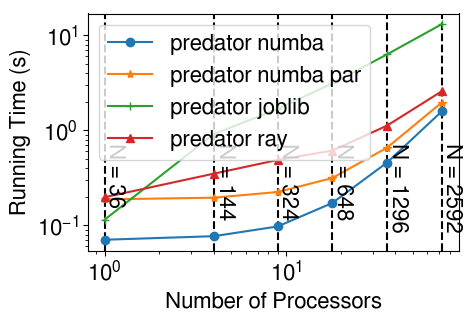 predator numba
predator numba par
predator joblib
predator ray
N = 36
N = 144
N = 324
N = 648
N = 1296
N = 2592
Running Time (s)
10¹
10⁰
10⁻¹
10⁰
10¹
Number of Processors